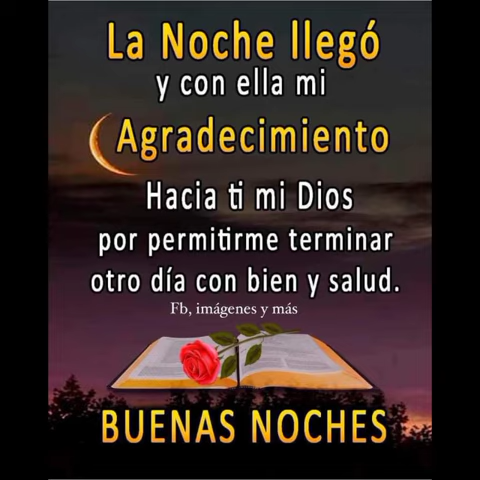 La Noche llegó
y con ella mi
Agradecimiento
Hacia ti mi Dios
por permitirme terminar
otro día con bien y salud.
Fb, imágenes y más
BUENAS NOCHES